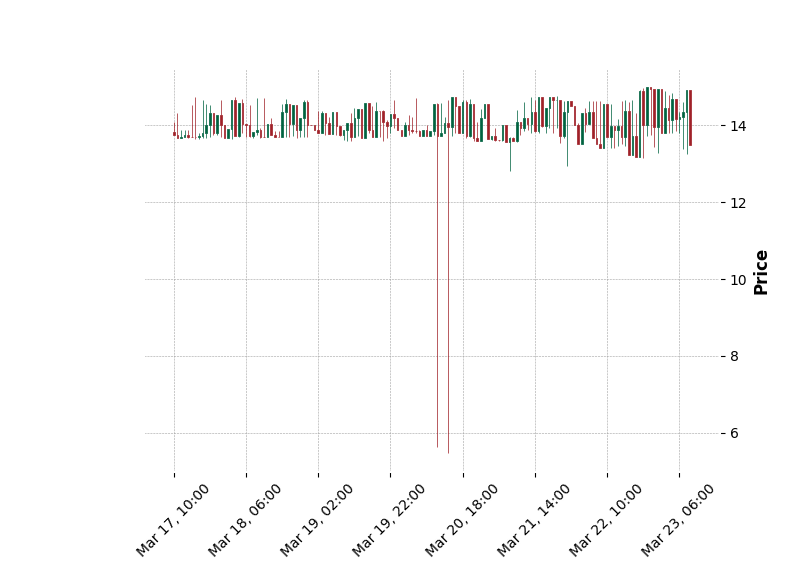 14
12
10
8
6
Price
Mar 17, 10:00
Mar 18, 06:00
Mar 19, 02:00
Mar 19, 22:00
Mar 20, 18:00
Mar 21, 14:00
Mar 22, 10:00
Mar 23, 06:00